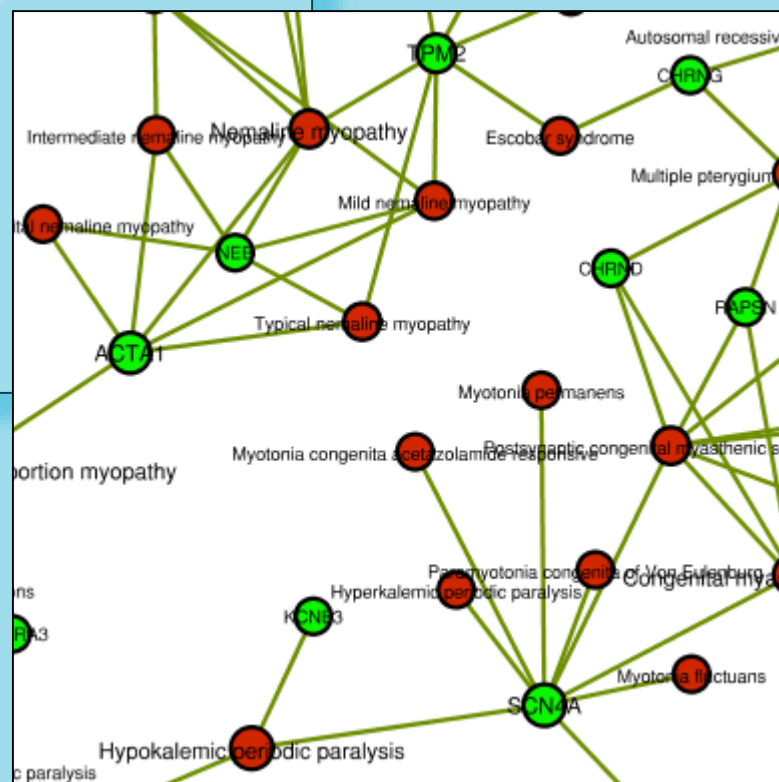 Autosomal recessiv
TPM2
CHRNG
Intermediate nemaline myopathy
Nemaline myopathy
Escobar syndrome
Multiple pterygium
Mild nemaline myopathy
ital nemaline myopathy
NEB
CHRND
RAPSN
Typical nemaline myopathy
ACTA1
Myotonia permanens
Myotonia congenita acetazolamide responsive
Postsynaptic congenital myasthenic s
portion myopathy
Paramyotonia congenita of Von Eulenburg
Congenital mya
Hyperkalemic periodic paralysis
ons
KCNE3
RA3
Myotonia fluctuans
SCN4A
Hypokalemic periodic paralysis
c paralysis